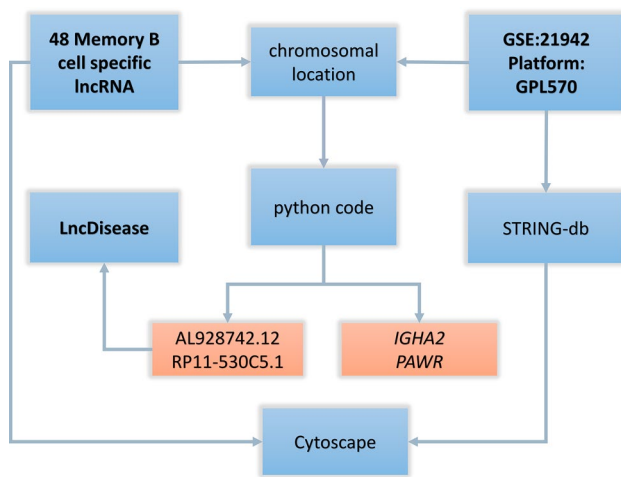 48 Memory B
cell specific
lncRNA
chromosomal
location
GSE:21942
Platform:
GPL570
LncDisease
python code
STRING-db
AL928742.12
RP11-530C5.1
IGHA2
PAWR
Cytoscape